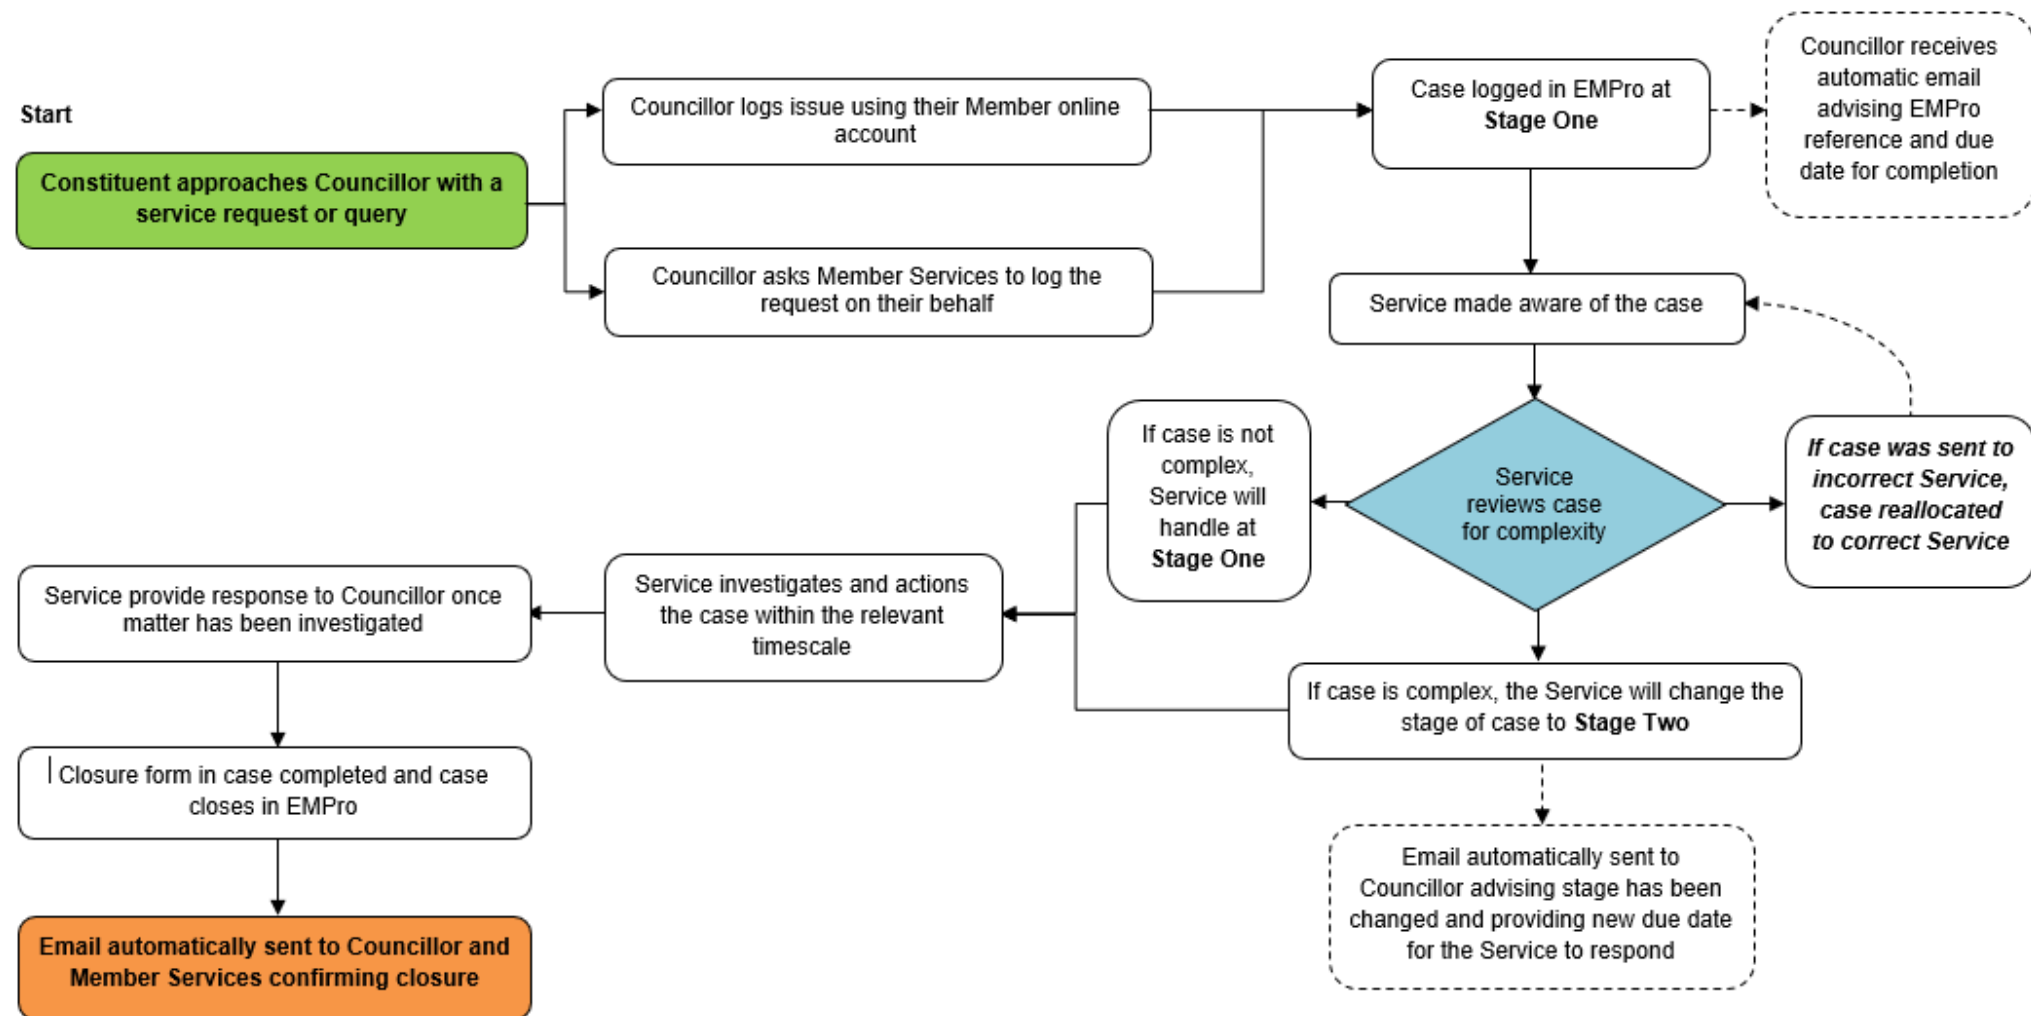 Start
Constituent approaches Councillor with a
service request or query
Councillor logs issue using their Member online
account
Councillor asks Member Services to log the
request on their behalf
Case logged in EMPro at
Stage One
Councillor receives
automatic email
advising EMPro
reference and due
date for completion
Service made aware of the case
Service
reviews case
for complexity
If case was sent to
incorrect Service,
case reallocated
to correct Service
If case is not
complex,
Service will
handle at
Stage One
If case is complex, the Service will change the
stage of case to Stage Two
Email automatically sent to
Councillor advising stage has been
changed and providing new due date
for the Service to respond
Service investigates and actions
the case within the relevant
timescale
Service provide response to Councillor once
matter has been investigated
Closure form in case completed and case
closes in EMPro
Email automatically sent to Councillor and
Member Services confirming closure